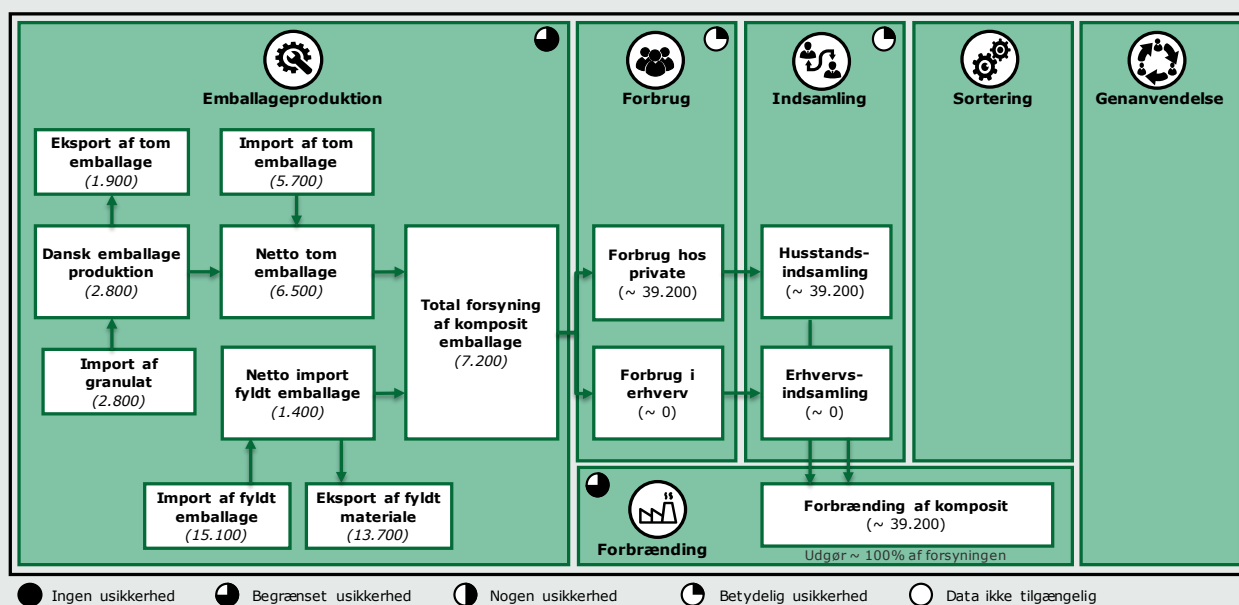 Emballageproduktion
Forbrug
Indsamling
Sortering
Genanvendelse
Eksport af tom
emballage
(1.900)
Import af tom
emballage
(5.700)
Dansk emballage
produktion
(2.800)
Netto tom
emballage
(6.500)
Import af
granulat
(2.800)
Netto import
fyldt emballage
(1.400)
Import af fyldt
emballage
(15.100)
Eksport af fyldt
materiale
(13.700)
Total forsyning
af komposit
emballage
(7.200)
Forbrug hos
private
(~ 39.200)
Forbrug i
erhverv
(~ 0)
Husstands-
indsamling
(~ 39.200)
Erhvervs-
indsamling
(~ 0)
Forbrænding
Forbrænding af komposit
(~ 39.200)
Udgør ~ 100% af forsyningen
Ingen usikkerhed
Begrænset usikkerhed
Nogen usikkerhed
Betydelig usikkerhed
Data ikke tilgængelig